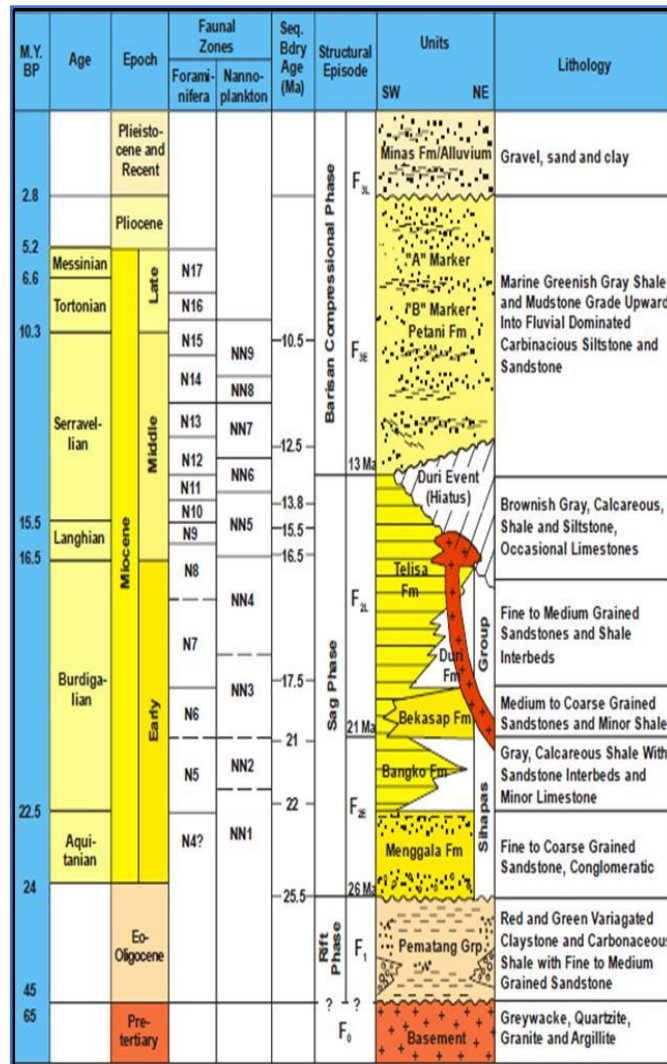 M.Y.
BP
Age
Epoch
Faunal
Zones
Forami-
nifera
Nanno-
plankton
Seq.
Bdry
Age
(Ma)
Structural
Episode
Units
SW NE
Lithology
2.8
5.2
6.6
10.3
15.5
16.5
22.5
24
45
65
Messinian
Tortonian
Serravel-
lian
Langhian
Burdiga-
lian
Aqui-
tanian
Plieisto-
cene and
Recent
Pliocene
Miocene
Late
Middle
Early
Eo-
Oligocene
Pre-
tertiary
N17
N16
N15
N14
N13
N12
N11
N10
N9
N8
N7
N6
N5
N4?
NN9
NN8
NN7
NN6
NN5
NN4
NN3
NN2
NN1
10.5
12.5
13.8
15.5
16.5
17.5
21
22
25.5
Barisan Compressional Phase
Sag Phase
Rift
Phase
F3L
F3E
13 Ma
F2L
21 Ma
26 Ma
F1
? ?
F0
Minas Fm/Alluvium
"A" Marker
"B" Marker
Petani Fm
Duri Event
(Hiatus)
Telisa
Fm
Duri
Fm
Bekasap Fm
Bangko Fm
Menggala Fm
Sihapas Group
Pematang Grp
Basement
Gravel, sand and clay
Marine Greenish Gray Shale
and Mudstone Grade Upward
Into Fluvial Dominated
Carbinacious Siltstone and
Sandstone
Brownish Gray, Calcareous,
Shale and Siltstone,
Occasional Limestones
Fine to Medium Grained
Sandstones and Shale
Interbeds
Medium to Coarse Grained
Sandstones and Minor Shale
Gray, Calcareous Shale With
Sandstone Interbeds and
Minor Limestone
Fine to Coarse Grained
Sandstone, Conglomeratic
Red and Green Variagated
Claystone and Carbonaceous
Shale with Fine to Medium
Grained Sandstone
Greywacke, Quartzite,
Granite and Argillite